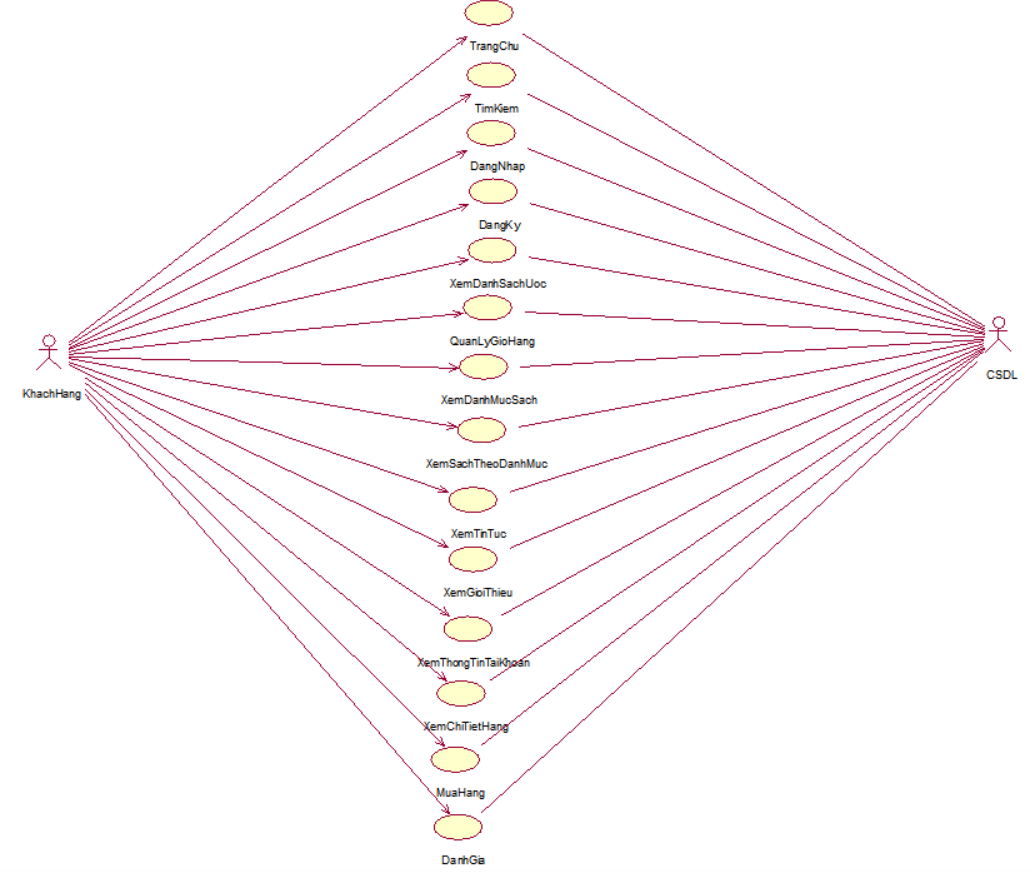 TrangChu
TimKiem
DangNhap
DangKy
XemDanhSachUoc
QuanLyGioHang
XemDanhMucSach
XemSachTheoDanhMuc
XemTinTuc
XemGioiThieu
XemThongTinTaiKhoan
XemChiTietHang
MuaHang
DanhGia
KhachHang
CSDL